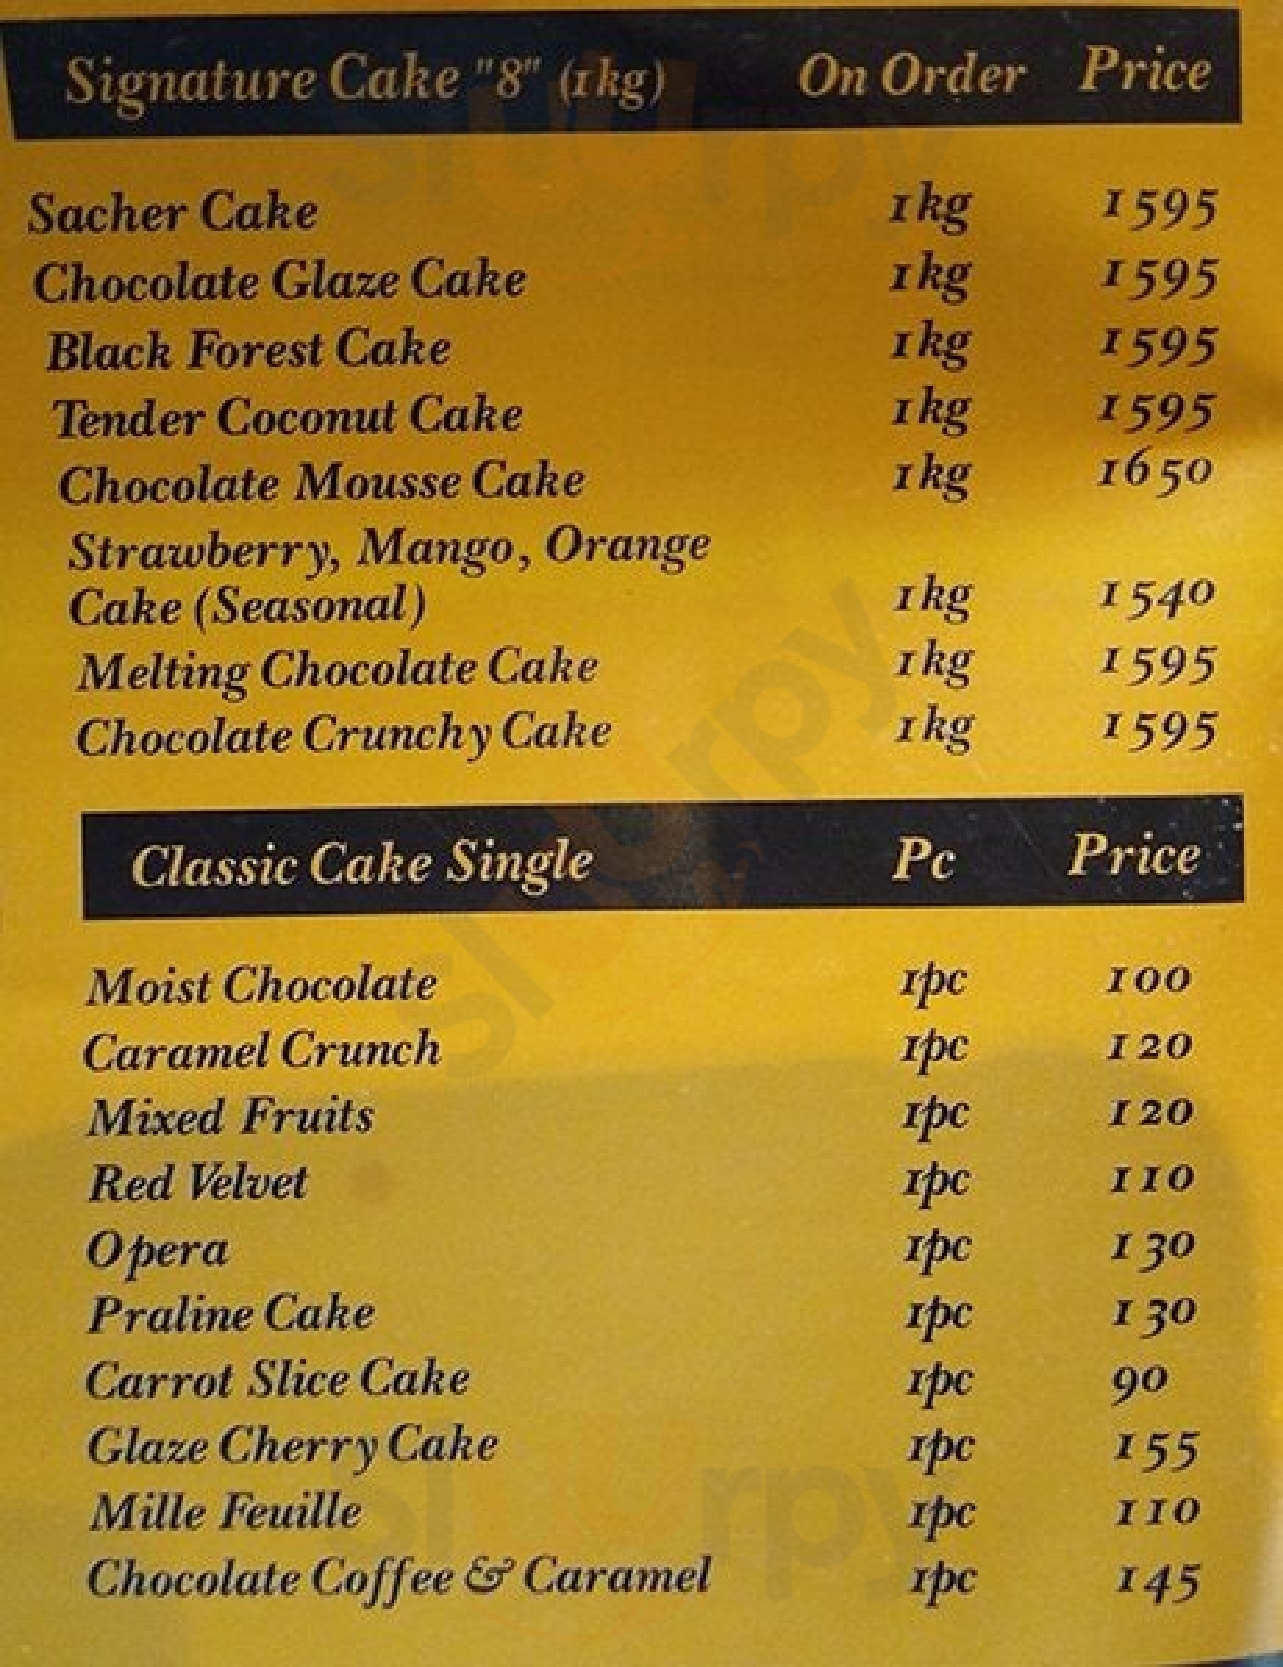 Signature Cake "8" (1kg) On Order Price
Sacher Cake 1kg 1595
Chocolate Glaze Cake 1kg 1595
Black Forest Cake 1kg 1595
Tender Coconut Cake 1kg 1595
Chocolate Mousse Cake 1kg 1650
Strawberry, Mango, Orange
Cake (Seasonal) 1kg 1540
Melting Chocolate Cake 1kg 1595
Chocolate Crunchy Cake 1kg 1595
Classic Cake Single Pc Price
Moist Chocolate 1pc 100
Caramel Crunch 1pc 120
Mixed Fruits 1pc 120
Red Velvet 1pc 110
Opera 1pc 130
Praline Cake 1pc 130
Carrot Slice Cake 1pc 90
Glaze Cherry Cake 1pc 155
Mille Feuille 1pc 110
Chocolate Coffee & Caramel 1pc 145
slurpy
slurpy
slurpy